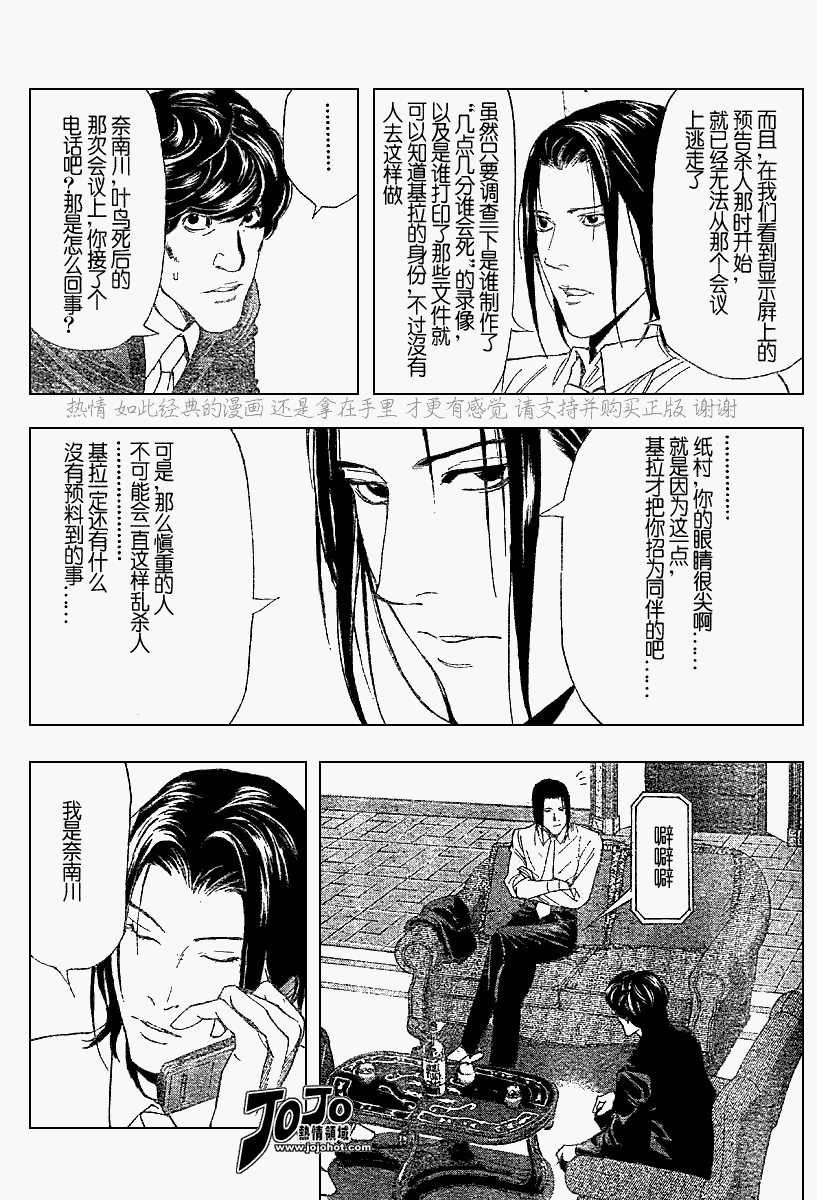 而且,在我们看到显示屏上的
预告杀人那时开始,
就已经无法从那个会议
上逃走了
虽然只要调查一下是谁制作了
“几点几分谁会死”的录像,
以及是谁打印了那些文件就
可以知道基拉的身份,不过没有
人去这样做
…………
奈南川,叶鸟死后的
那次会议上,你接了个
电话吧?那是怎么回事?
热情 如此经典的漫画 还是拿在手里 才更有感觉 请支持并购买正版 谢谢
…………
纸村,你的眼睛很尖啊……
就是因为这一点,
基拉才把你招为同伴的吧……
可是,那么慎重的人
不可能会一直这样乱杀人
………………
基拉一定还有什么
没有预料到的事……
噼噼噼
我是奈南川
JOJO
熱情領域
www.jojohot.com